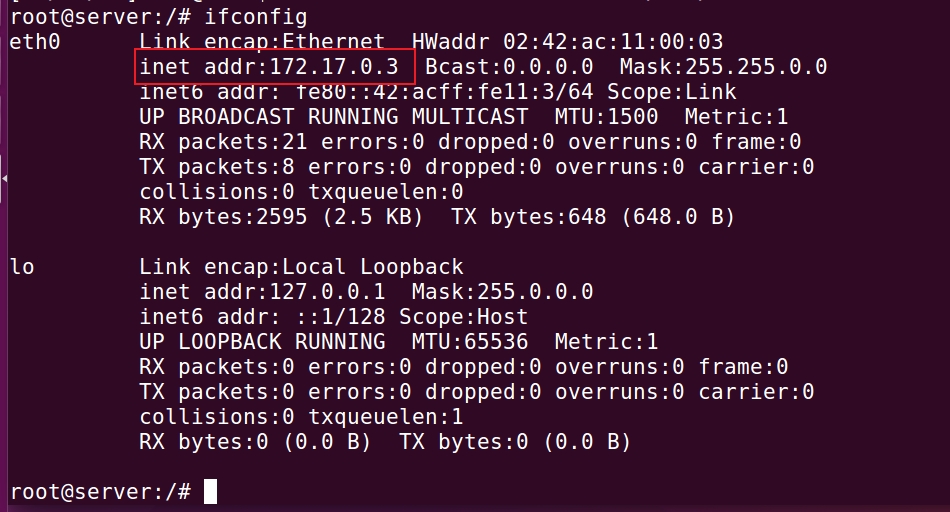 root@server:/# ifconfig
eth0      Link encap:Ethernet  HWaddr 02:42:ac:11:00:03
          inet addr:172.17.0.3  Bcast:0.0.0.0  Mask:255.255.0.0
          inet6 addr: fe80::42:acff:fe11:3/64 Scope:Link
          UP BROADCAST RUNNING MULTICAST  MTU:1500  Metric:1
          RX packets:21 errors:0 dropped:0 overruns:0 frame:0
          TX packets:8 errors:0 dropped:0 overruns:0 carrier:0
          collisions:0 txqueuelen:0
          RX bytes:2595 (2.5 KB)  TX bytes:648 (648.0 B)

lo        Link encap:Local Loopback
          inet addr:127.0.0.1  Mask:255.0.0.0
          inet6 addr: ::1/128 Scope:Host
          UP LOOPBACK RUNNING  MTU:65536  Metric:1
          RX packets:0 errors:0 dropped:0 overruns:0 frame:0
          TX packets:0 errors:0 dropped:0 overruns:0 carrier:0
          collisions:0 txqueuelen:1
          RX bytes:0 (0.0 B)  TX bytes:0 (0.0 B)

root@server:/#